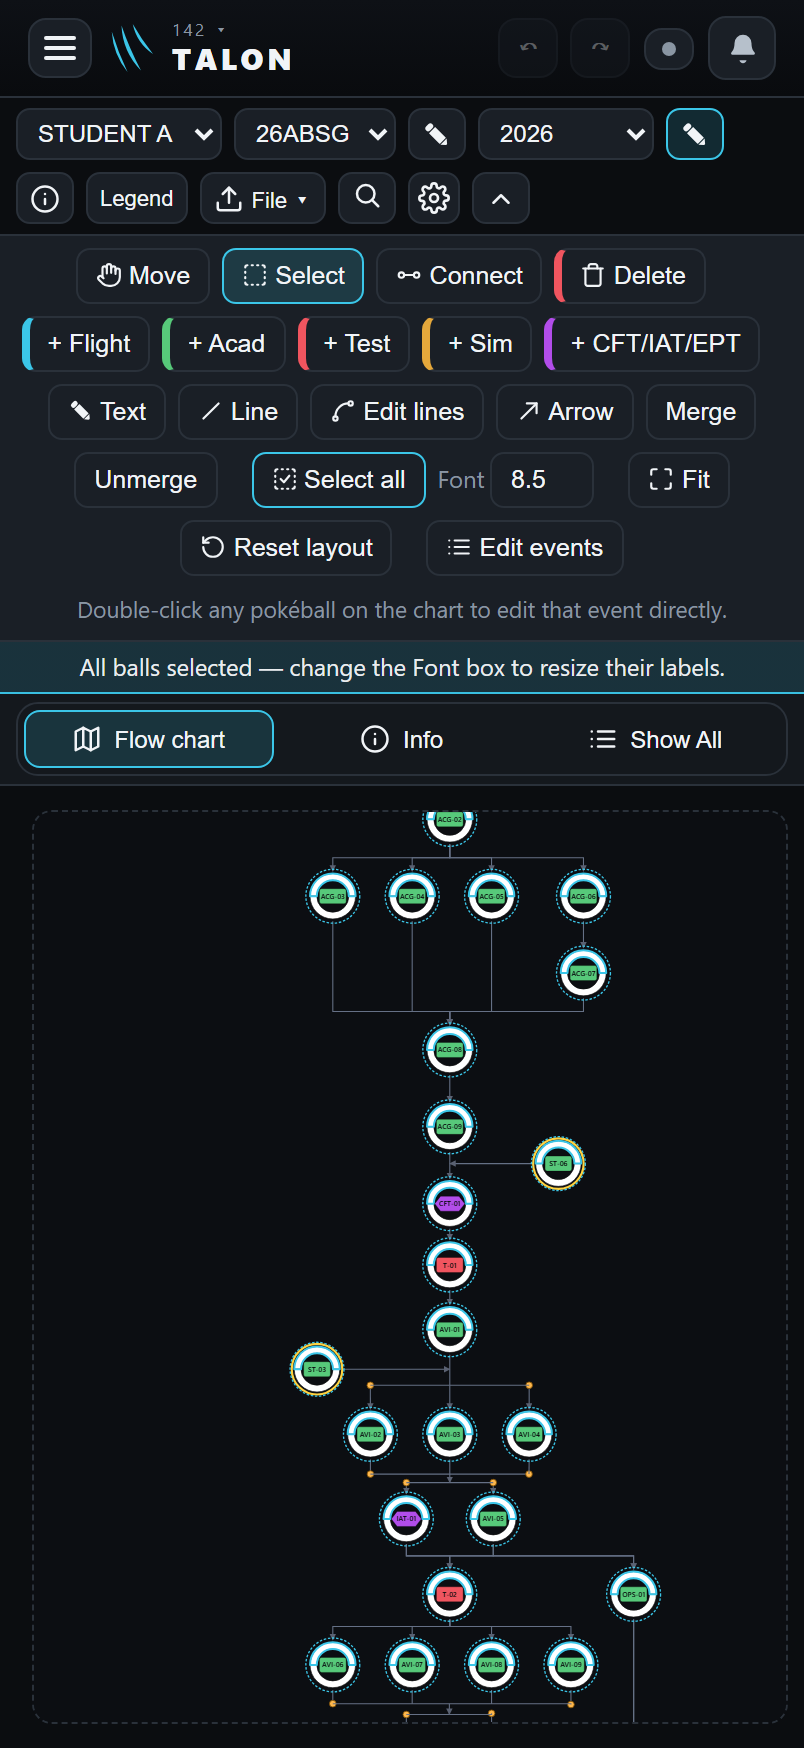 142
TALON
STUDENT A
26ABSG
2026
Legend
File
Move
Select
Connect
Delete
+ Flight
+ Acad
+ Test
+ Sim
+ CFT/IAT/EPT
Text
Line
Edit lines
Arrow
Merge
Unmerge
Select all
Font
8.5
Fit
Reset layout
Edit events
Double-click any pokéball on the chart to edit that event directly.
All balls selected — change the Font box to resize their labels.
Flow chart
Info
Show All
ACG-02
ACG-03
ACG-04
ACG-05
ACG-06
ACG-07
ACG-08
ACG-09
ST-06
CFT-01
T-01
AVI-01
ST-03
AVI-02
AVI-03
AVI-04
IAT-01
AVI-05
T-02
OPS-01
AVI-06
AVI-07
AVI-08
AVI-09